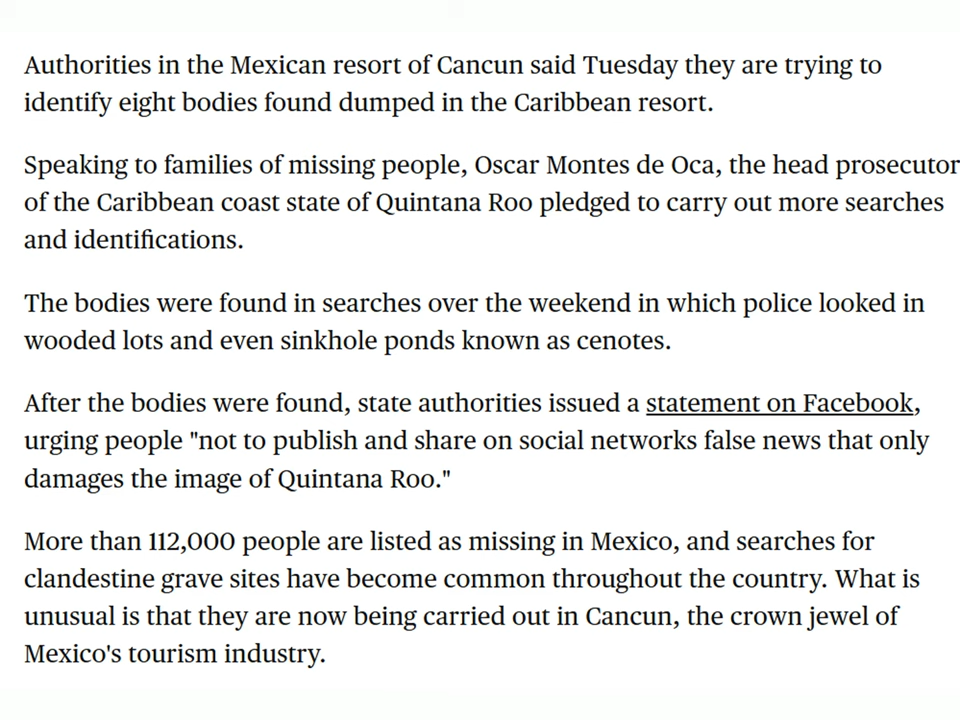 Authorities in the Mexican resort of Cancun said Tuesday they are trying to
identify eight bodies found dumped in the Caribbean resort.
Speaking to families of missing people, Oscar Montes de Oca, the head prosecutor
of the Caribbean coast state of Quintana Roo pledged to carry out more searches
and identifications.
The bodies were found in searches over the weekend in which police looked in
wooded lots and even sinkhole ponds known as cenotes.
After the bodies were found, state authorities issued a statement on Facebook,
urging people "not to publish and share on social networks false news that only
damages the image of Quintana Roo."
More than 112,000 people are listed as missing in Mexico, and searches for
clandestine grave sites have become common throughout the country. What is
unusual is that they are now being carried out in Cancun, the crown jewel of
Mexico's tourism industry.